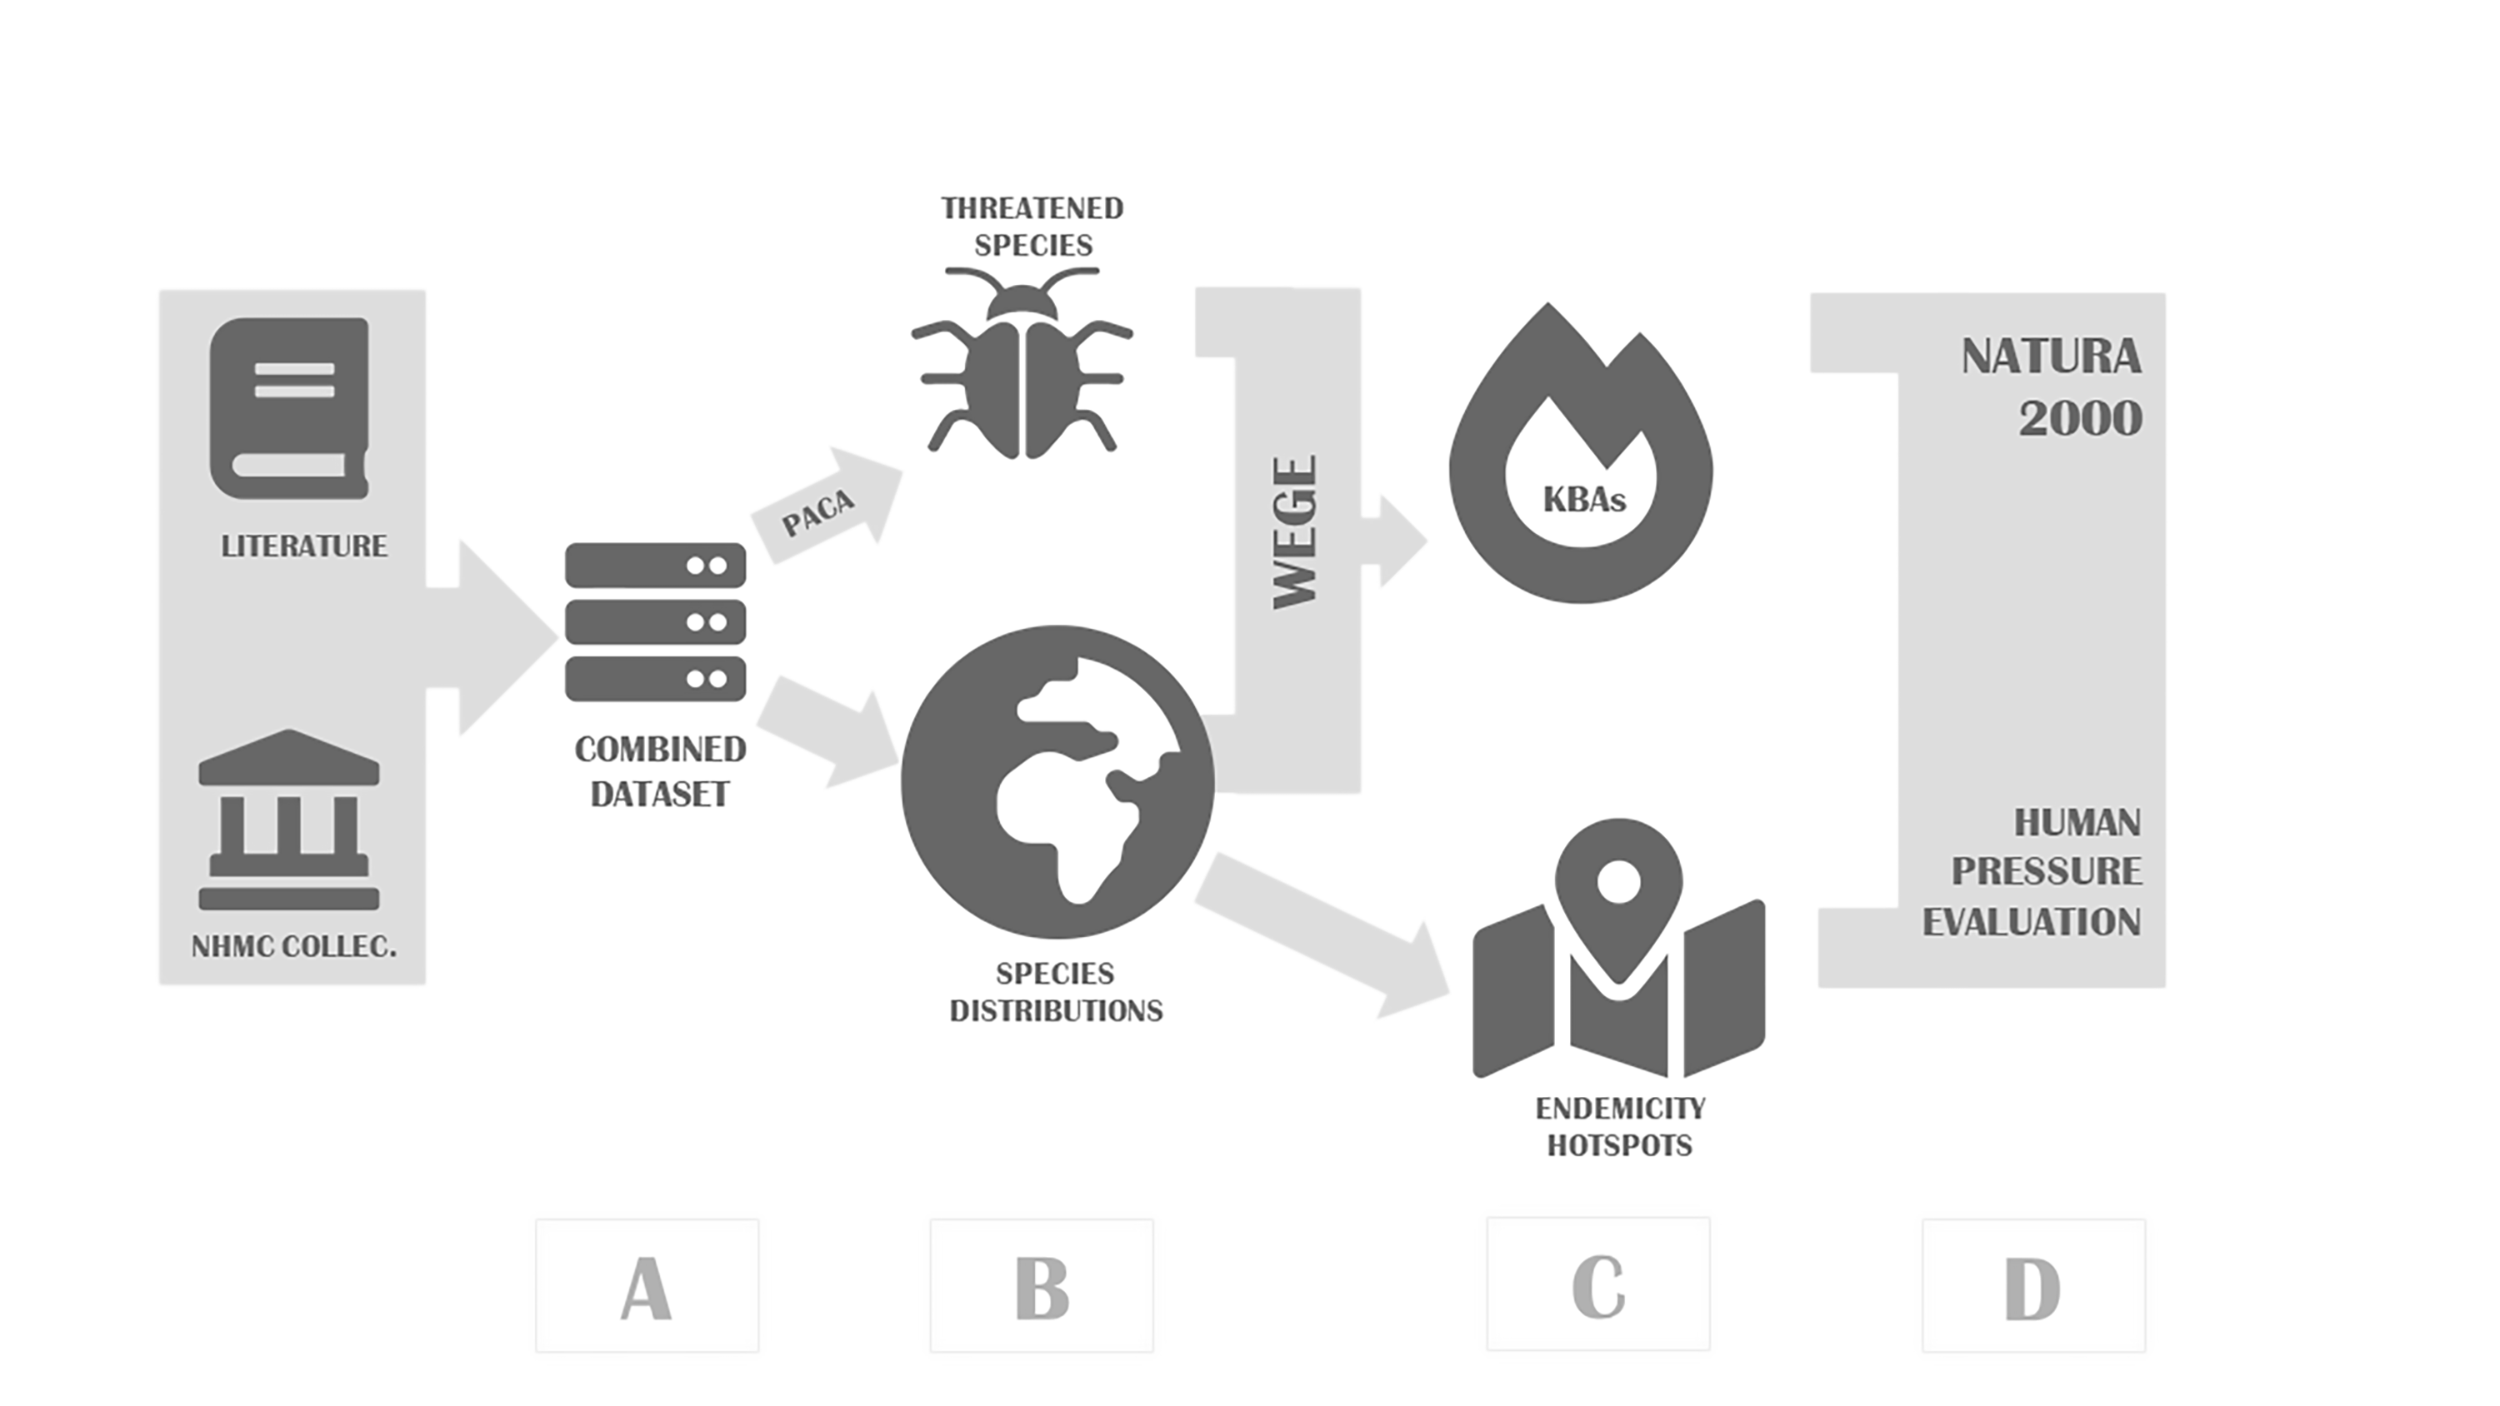 LITERATURE
NHMC COLLEC.
COMBINED
DATASET
PACA
THREATENED
SPECIES
SPECIES
DISTRIBUTIONS
WEGE
KBAs
ENDEMICITY
HOTSPOTS
NATURA
2000
HUMAN
PRESSURE
EVALUATION
A
B
C
D